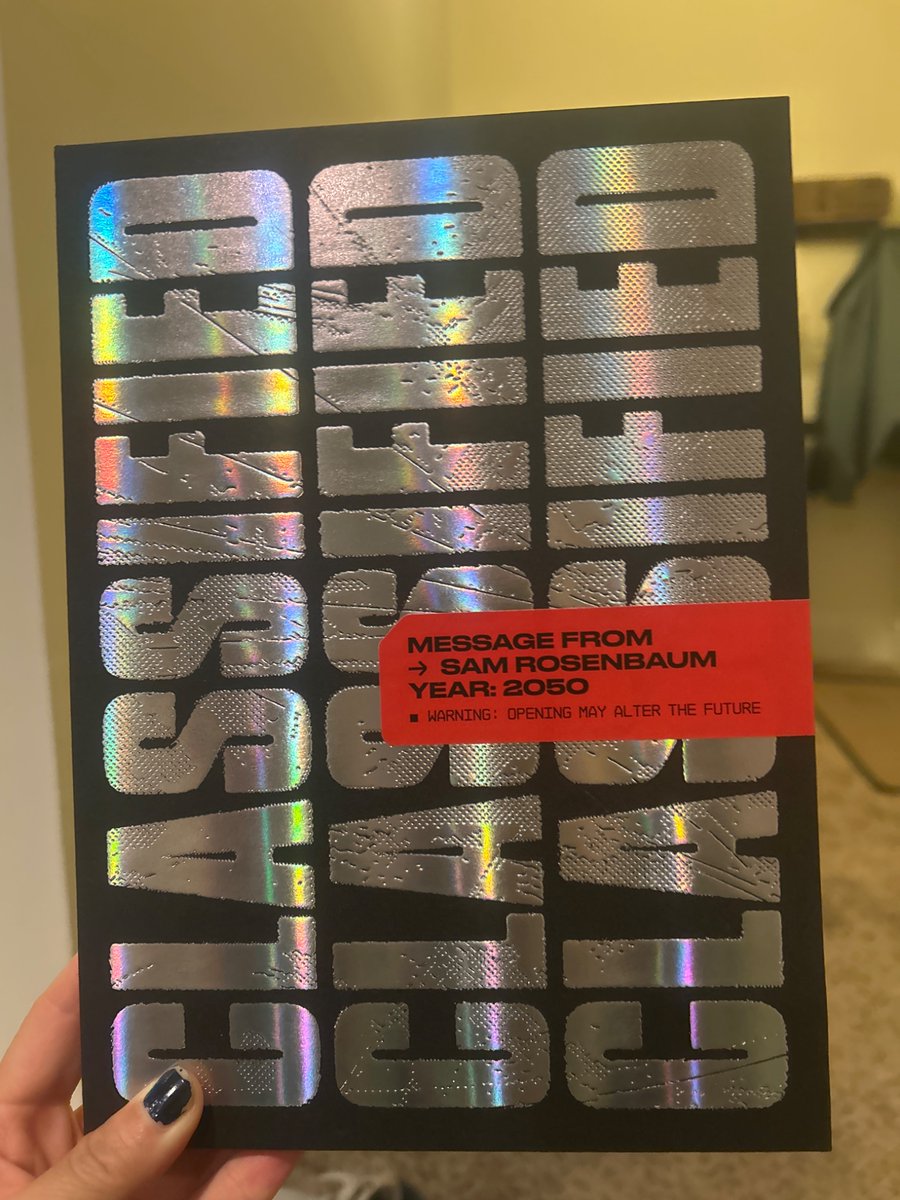 CLASSIFIED
CLASSIFIED
CLASSIFIED
MESSAGE FROM
→ SAM ROSENBAUM
YEAR: 2050
■ WARNING: OPENING MAY ALTER THE FUTURE